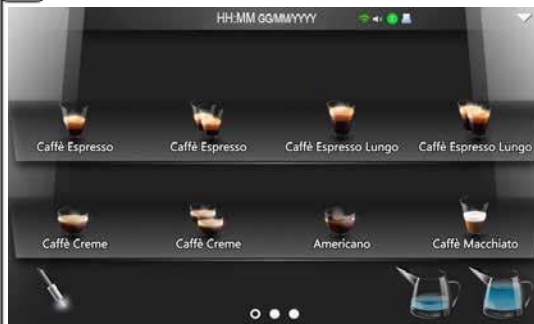 HH:MM GG/MM/YYYY
Caffè Espresso Caffè Espresso Caffè Espresso Lungo Caffè Espresso Lungo
Caffè Creme Caffè Creme Americano Caffè Macchiato